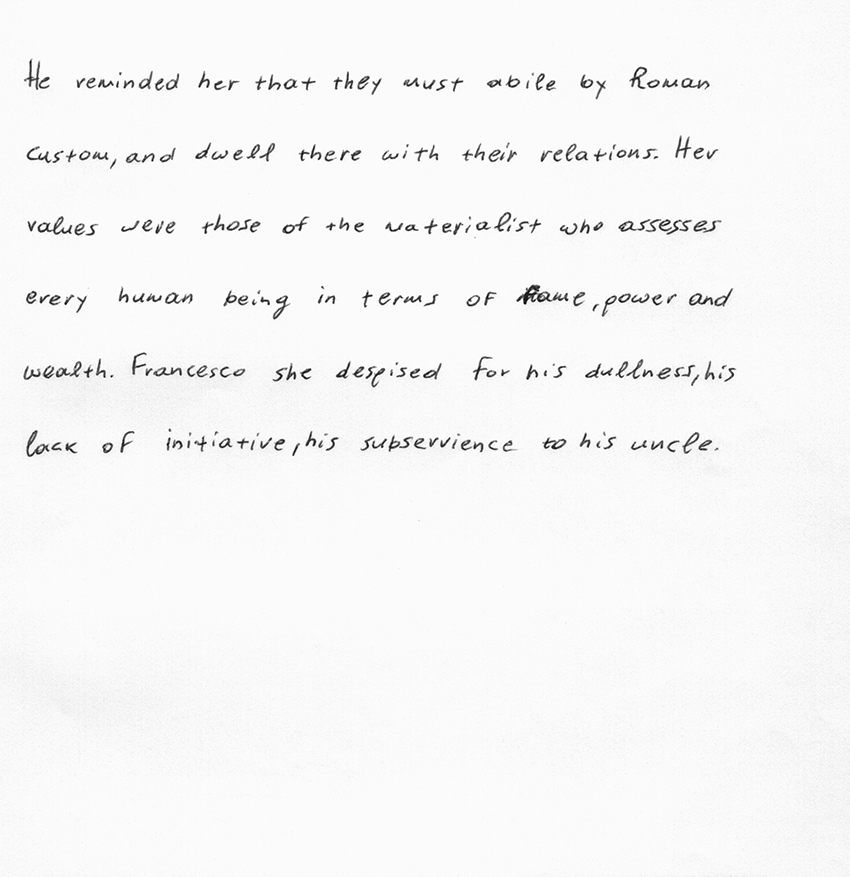 He reminded her that they must abile by Roman
custom, and dwell there with their relations. Her
values were those of the materialist who assesses
every human being in terms of fame, power and
wealth. Francesco she despised for his dullness, his
lack of initiative, his subservience to his uncle.